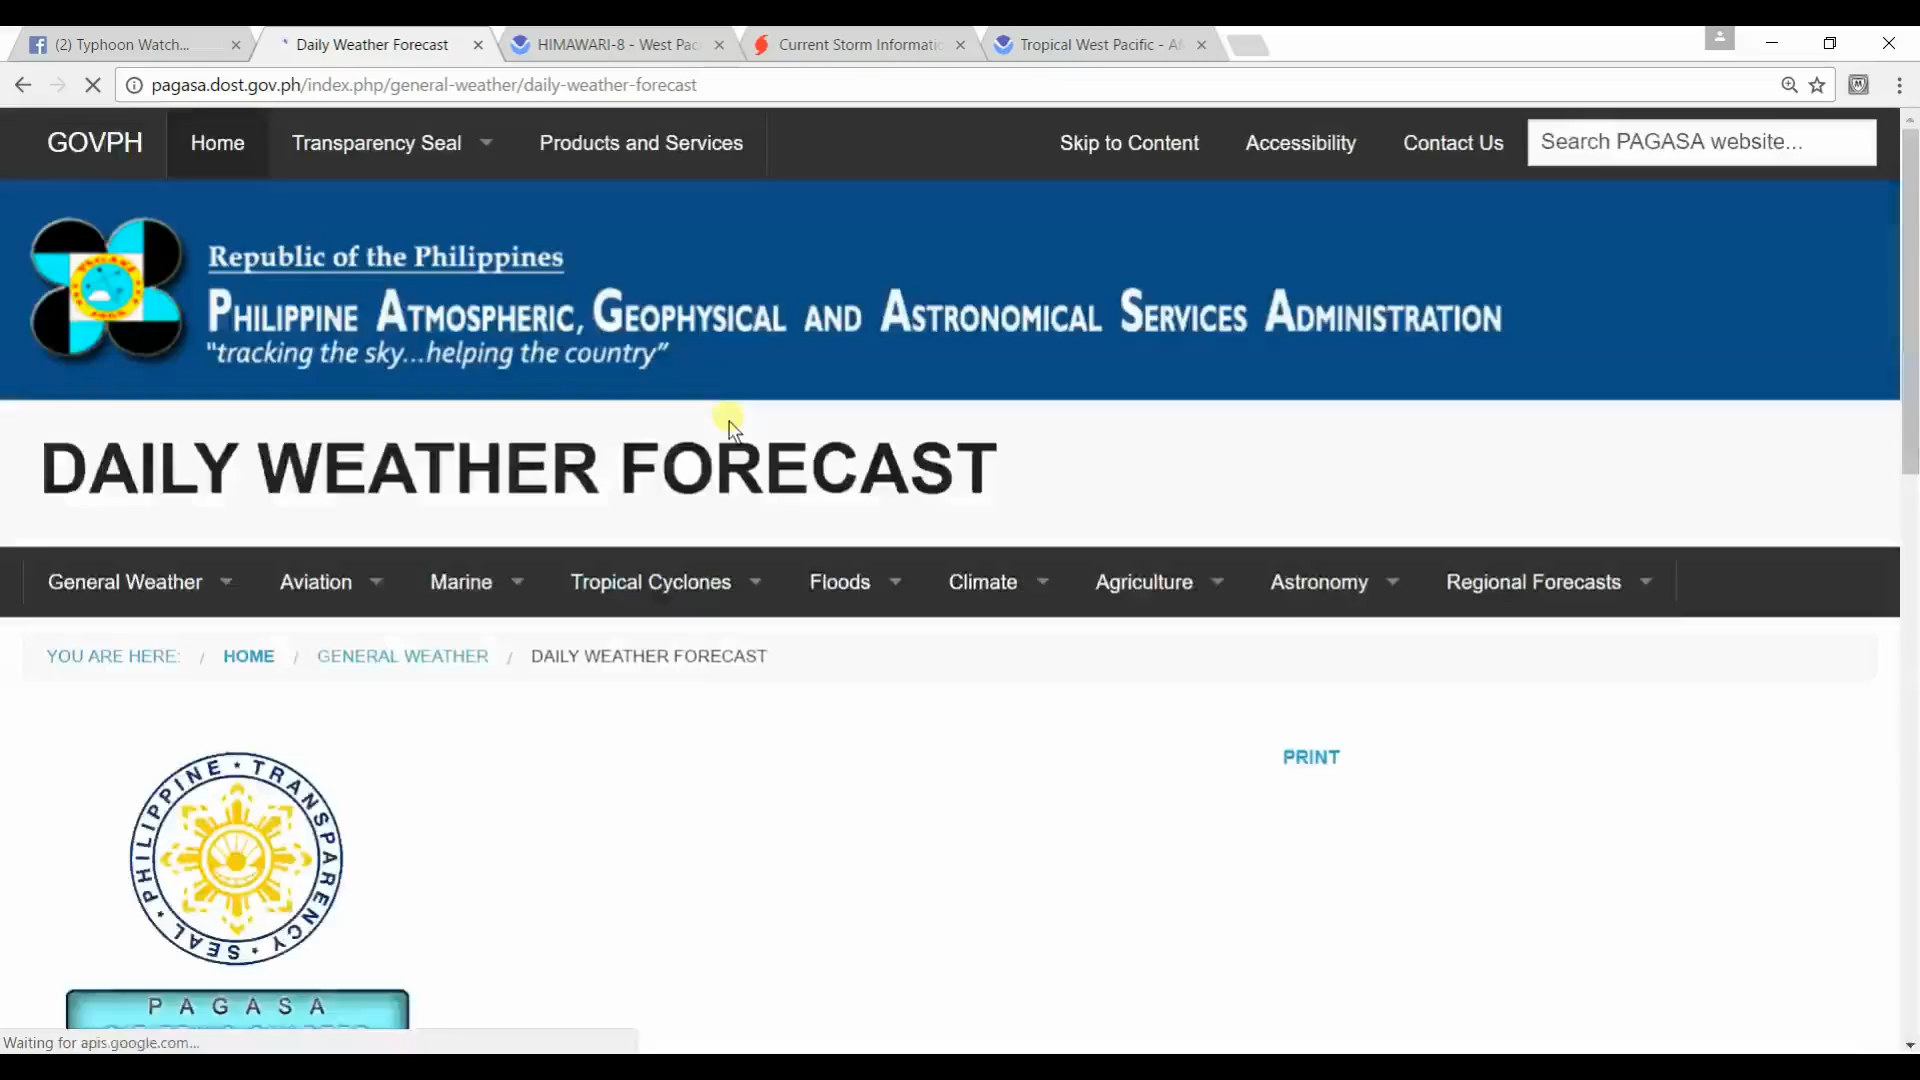 (2) Typhoon Watch...
Daily Weather Forecast
HIMAWARI-8 - West Pac
Current Storm Informatic
Tropical West Pacific - AI
pagasa.dost.gov.ph/index.php/general-weather/daily-weather-forecast
GOVPH
Home
Transparency Seal
Products and Services
Skip to Content
Accessibility
Contact Us
Search PAGASA website...
Republic of the Philippines
PHILIPPINE ATMOSPHERIC, GEOPHYSICAL AND ASTRONOMICAL SERVICES ADMINISTRATION
"tracking the sky...helping the country"
DAILY WEATHER FORECAST
General Weather
Aviation
Marine
Tropical Cyclones
Floods
Climate
Agriculture
Astronomy
Regional Forecasts
YOU ARE HERE: / HOME / GENERAL WEATHER / DAILY WEATHER FORECAST
PRINT
PHILIPPINE • TRANSPARENCY • SEAL •
PAGASA
Waiting for apis.google.com...